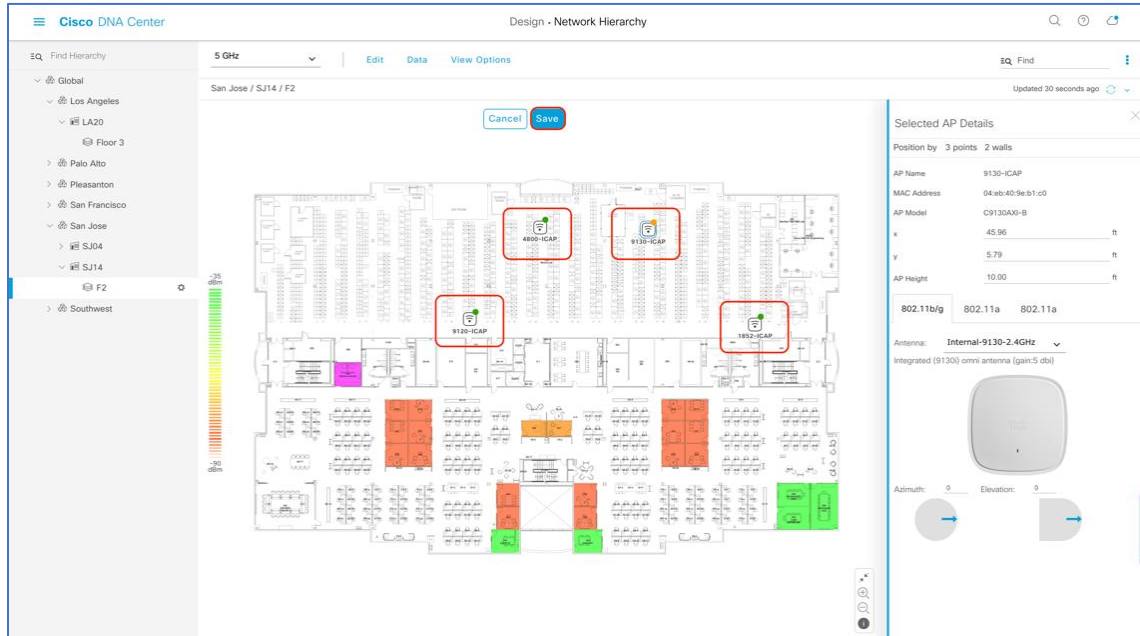 Cisco DNA Center
Design • Network Hierarchy
Find Hierarchy
Global
Los Angeles
LA20
Floor 3
Palo Alto
Pleasanton
San Francisco
San Jose
SJ04
SJ14
F2
Southwest
5 GHz
Edit Data View Options
Find
San Jose / SJ14 / F2
Updated 30 seconds ago
Cancel Save
-35
dBm
-90
dBm
4800-ICAP
9130-ICAP
9120-ICAP
1852-ICAP
Selected AP Details
Position by 3 points 2 walls
AP Name 9130-ICAP
MAC Address 04:eb:40:9e:b1:c0
AP Model C9130AXI-B
x 45.96 ft
y 5.79 ft
AP Height 10.00 ft
802.11b/g 802.11a 802.11a
Antenna: Internal-9130-2.4GHz
Integrated (9130i) omni antenna (gain:5 dbi)
Azimuth: 0 Elevation: 0